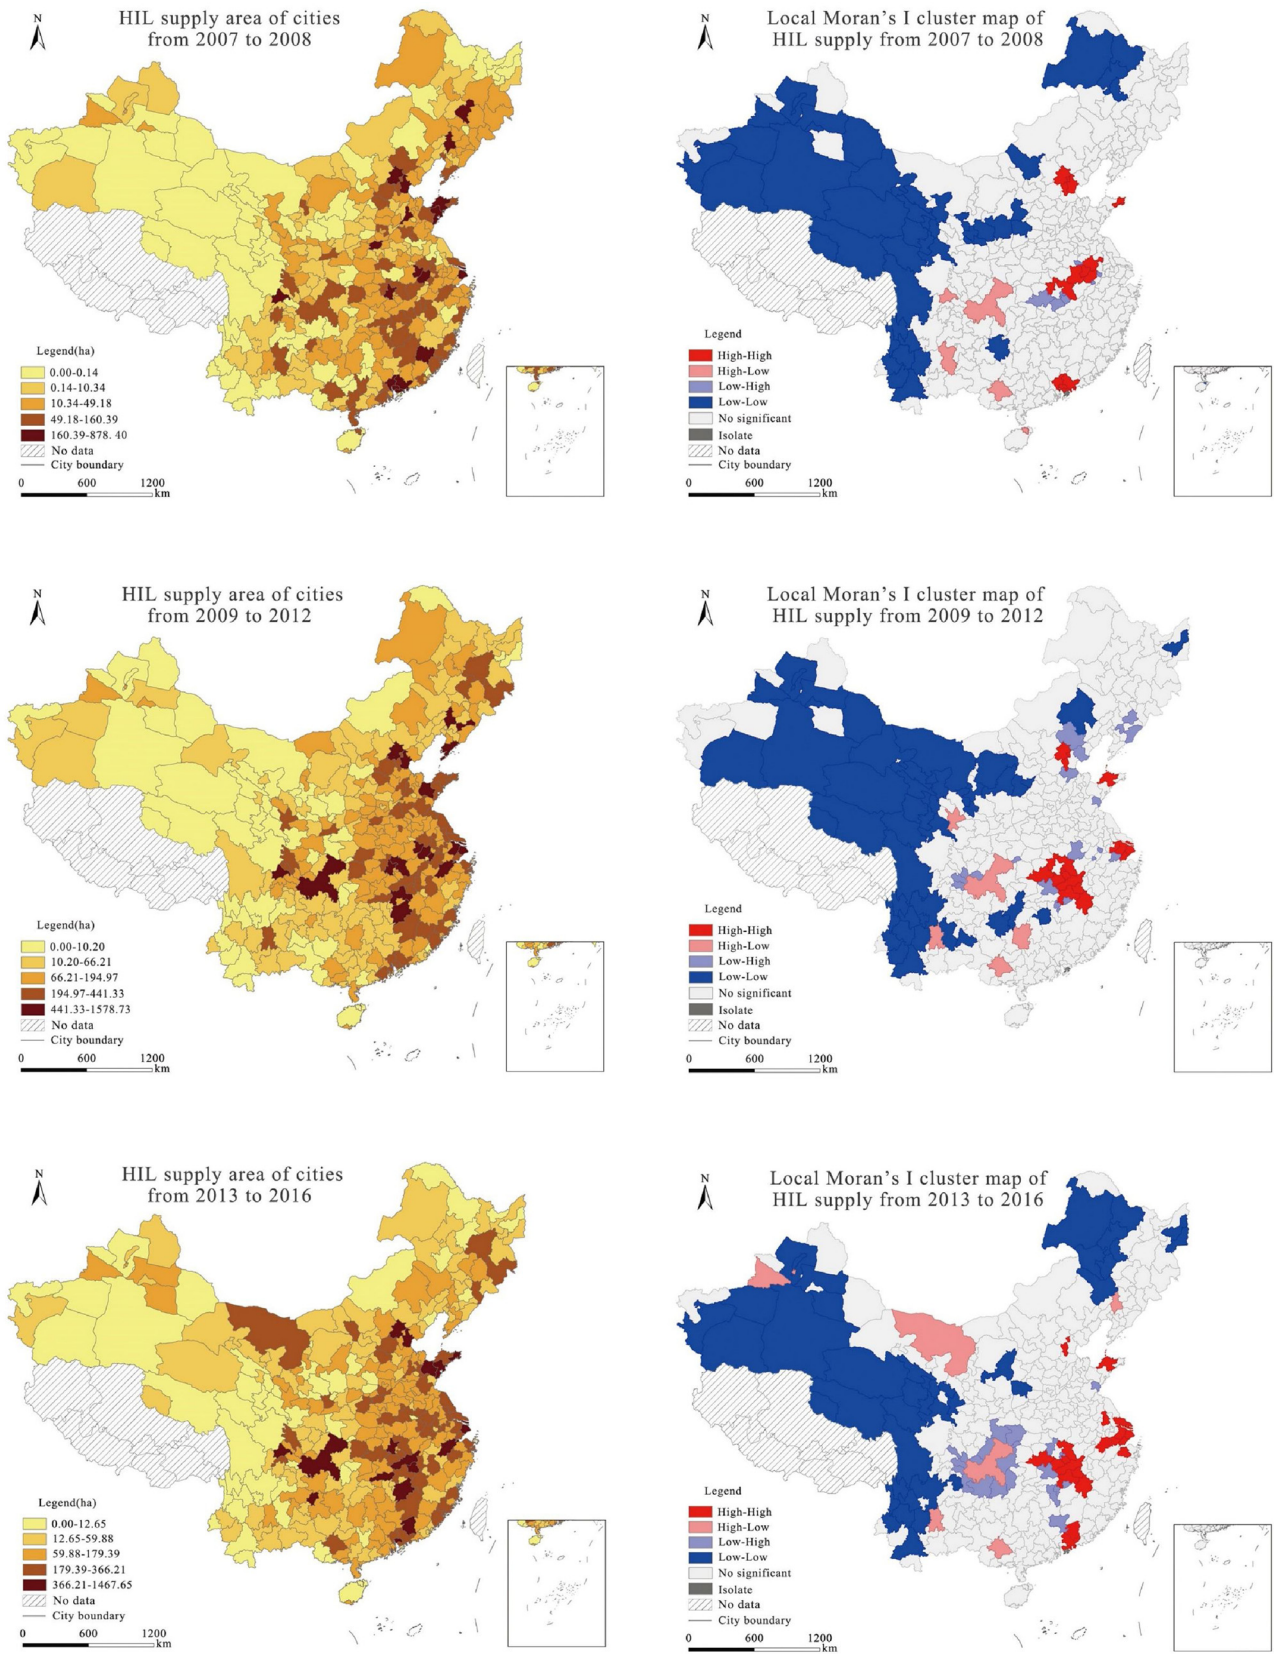 HIL supply area of cities
from 2007 to 2008
N
Legend(ha)
0.00-0.14
0.14-10.34
10.34-49.18
49.18-160.39
160.39-878. 40
No data
City boundary
0 600 1200
km
Local Moran's I cluster map of
HIL supply from 2007 to 2008
N
Legend
High-High
High-Low
Low-High
Low-Low
No significant
Isolate
No data
City boundary
0 600 1200
km
HIL supply area of cities
from 2009 to 2012
N
Legend(ha)
0.00-10.20
10.20-66.21
66.21-194.97
194.97-441.33
441.33-1578.73
No data
City boundary
0 600 1200
km
Local Moran's I cluster map of
HIL supply from 2009 to 2012
N
Legend
High-High
High-Low
Low-High
Low-Low
No significant
Isolate
No data
City boundary
0 600 1200
km
HIL supply area of cities
from 2013 to 2016
N
Legend(ha)
0.00-12.65
12.65-59.88
59.88-179.39
179.39-366.21
366.21-1467.65
No data
City boundary
0 600 1200
km
Local Moran's I cluster map of
HIL supply from 2013 to 2016
N
Legend
High-High
High-Low
Low-High
Low-Low
No significant
Isolate
No data
City boundary
0 600 1200
km